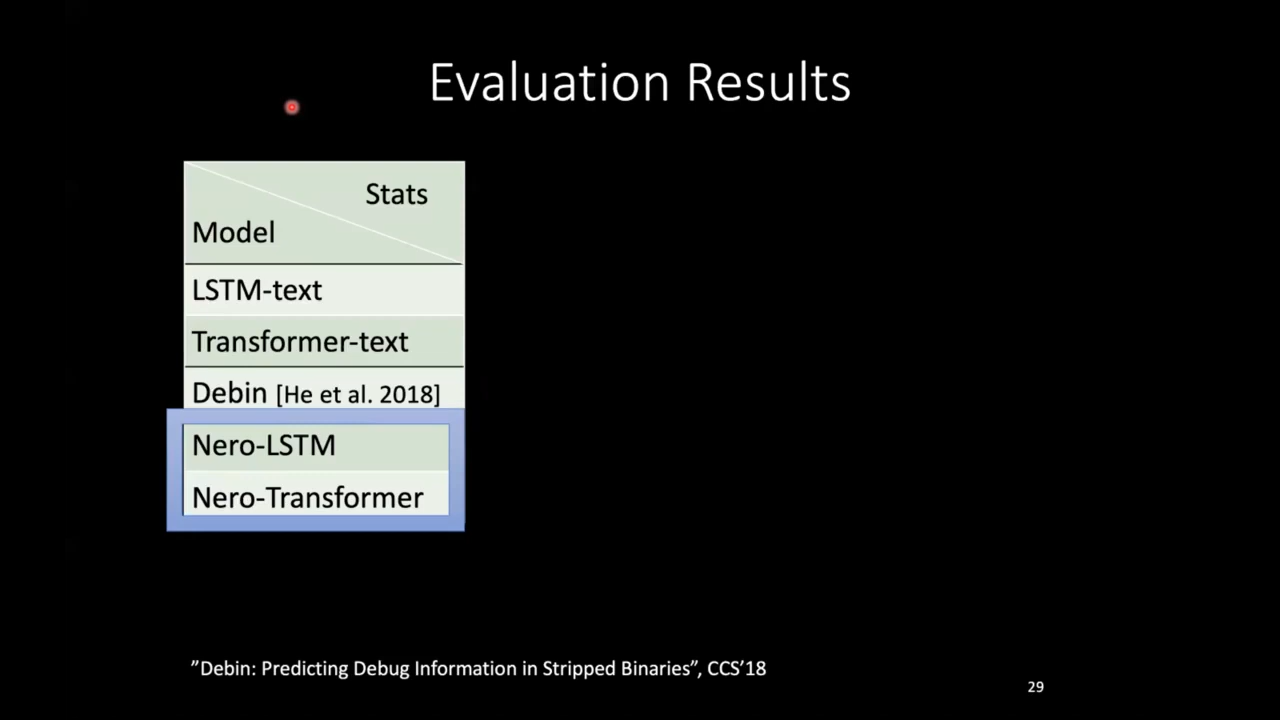 Evaluation Results
Stats
Model
LSTM-text
Transformer-text
Debin [He et al. 2018]
Nero-LSTM
Nero-Transformer
”Debin: Predicting Debug Information in Stripped Binaries”, CCS’18
29